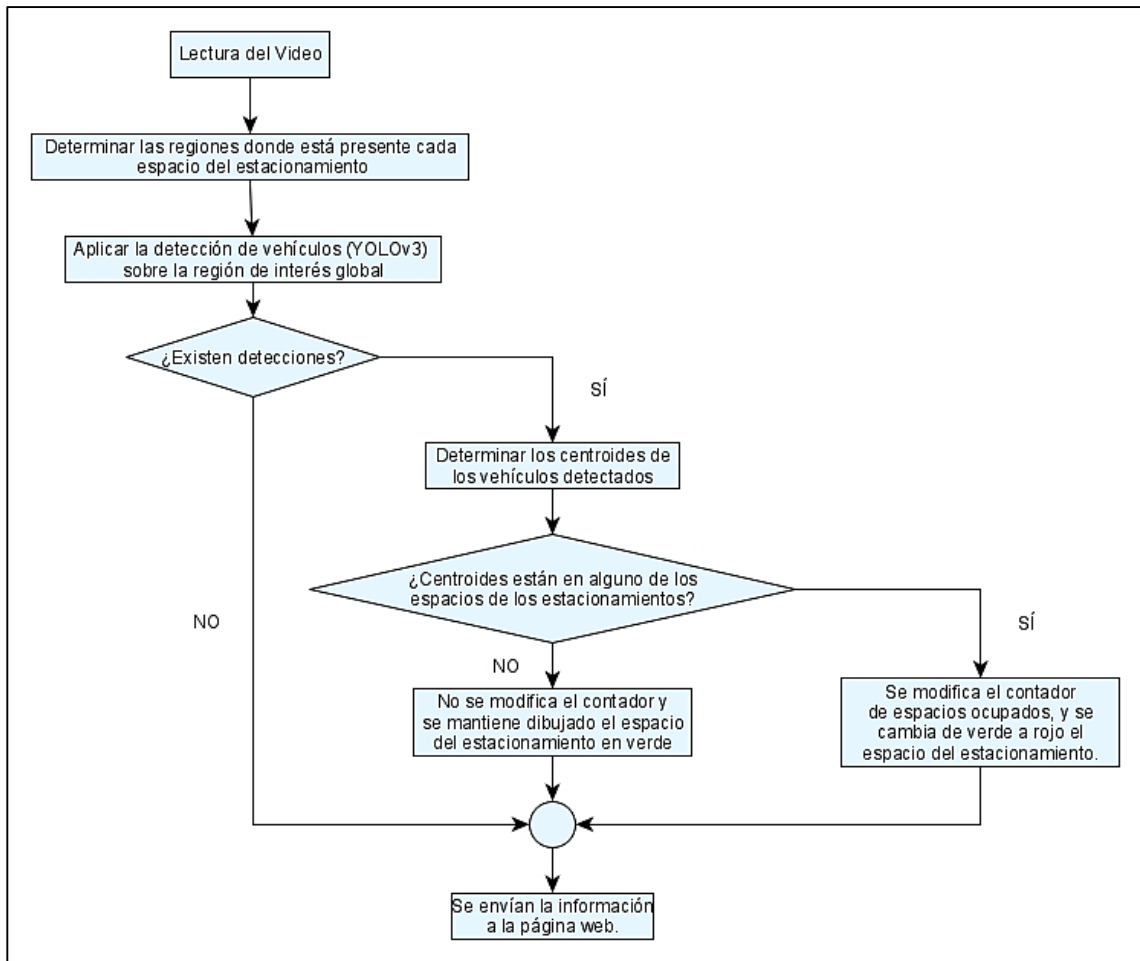 Lectura del Video
Determinar las regiones donde está presente cada
espacio del estacionamiento
Aplicar la detección de vehículos (YOLOv3)
sobre la región de interés global
¿Existen detecciones?
SÍ
Determinar los centroides de
los vehículos detectados
¿Centroides están en alguno de los
espacios de los estacionamientos?
NO
SÍ
NO
No se modifica el contador y
se mantiene dibujado el espacio
del estacionamiento en verde
Se modifica el contador
de espacios ocupados, y se
cambia de verde a rojo el
espacio del estacionamiento.
Se envían la información
a la página web.